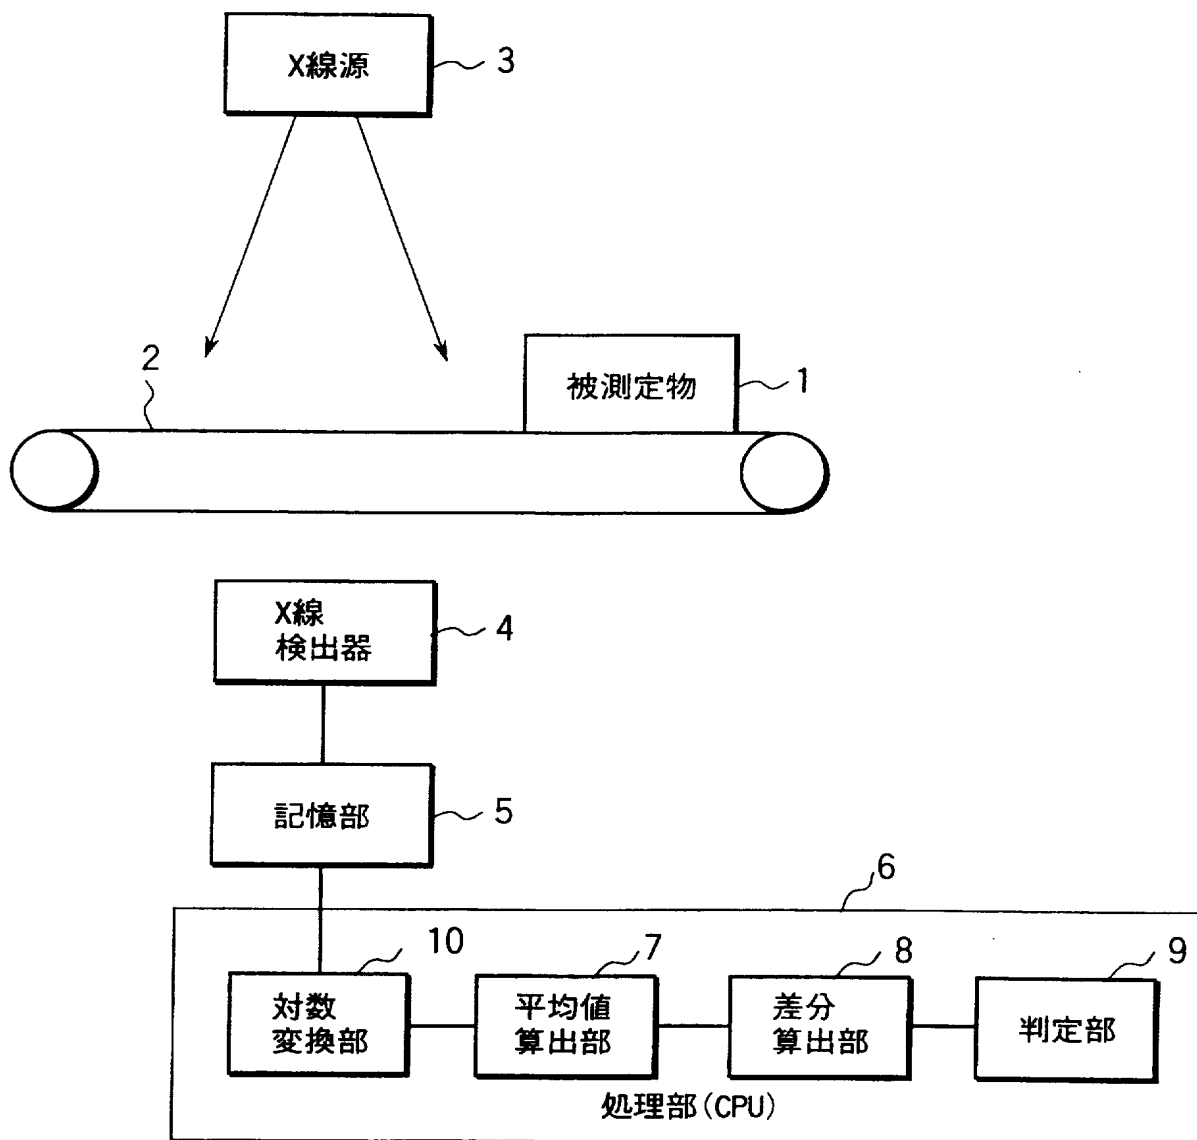 X線源
3
2
被測定物
1
X線
検出器
4
記憶部
5
6
10
7
8
9
対数
変換部
平均値
算出部
差分
算出部
判定部
処理部(CPU)